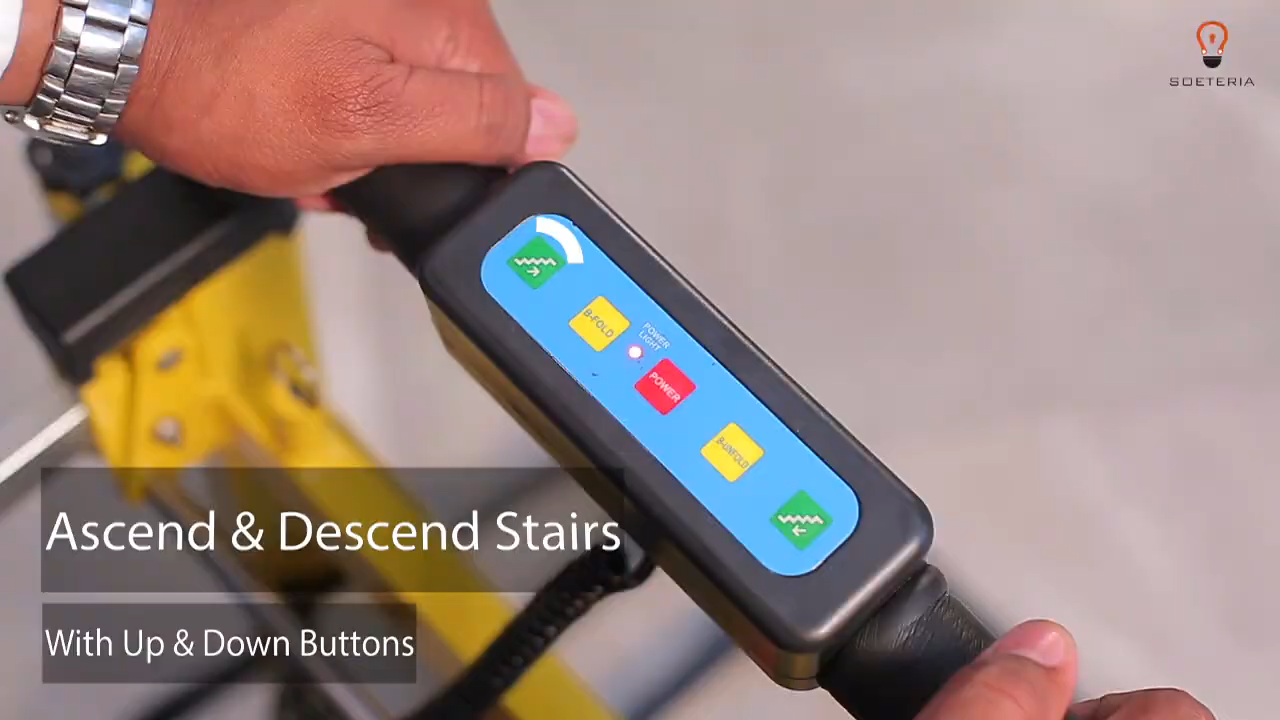 SOETERIA
B-FOLD
POWER
LIGHT
POWER
B-UNFOLD
Ascend & Descend Stairs
With Up & Down Buttons